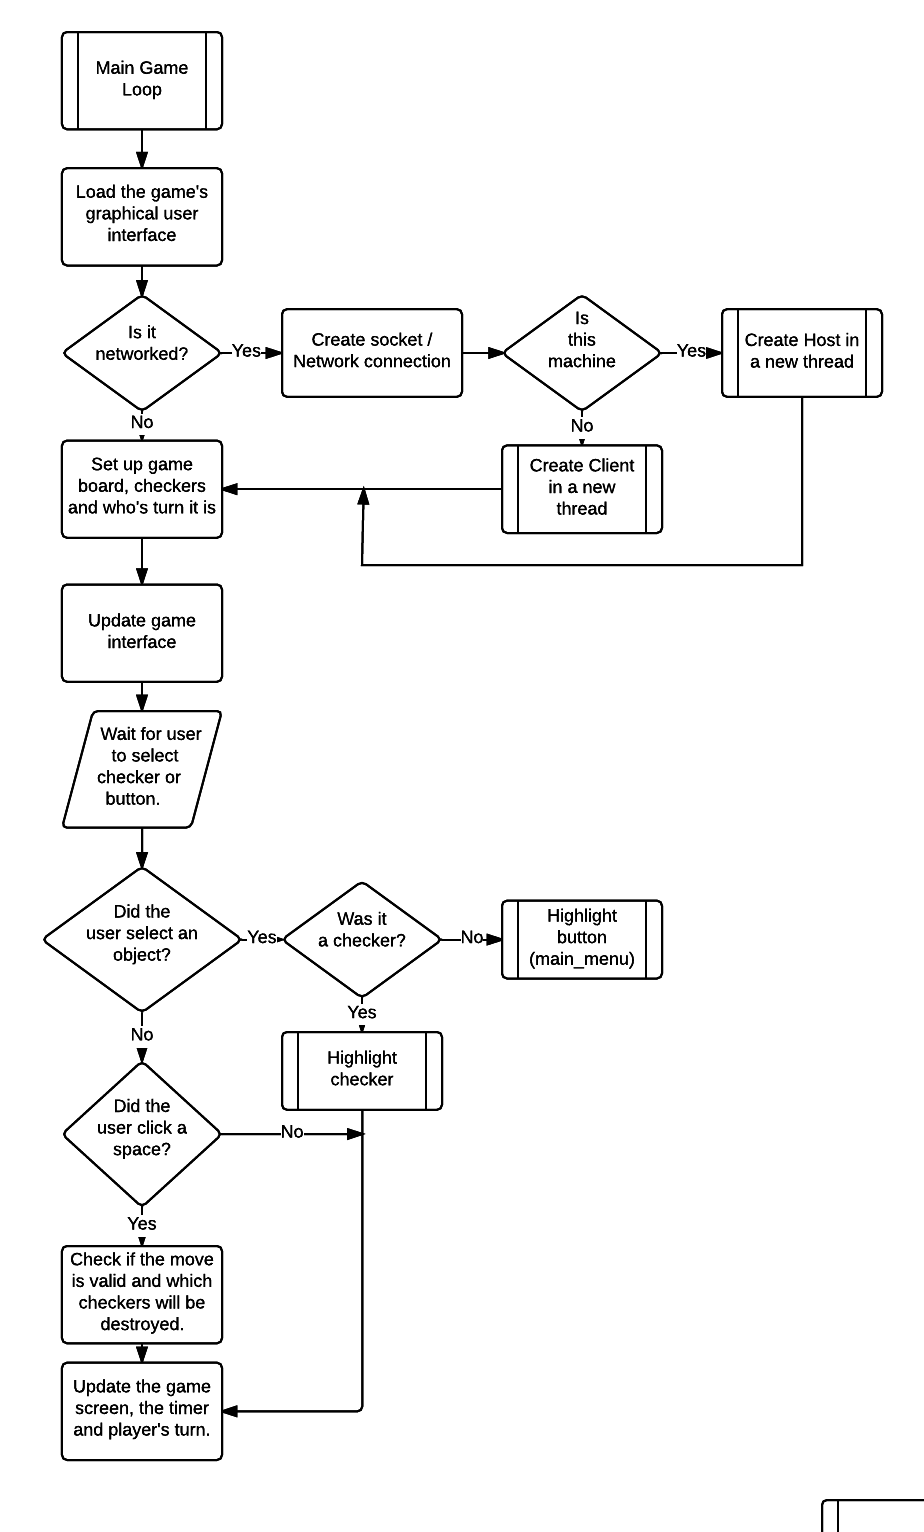 Main Game
Loop
Load the game's
graphical user
interface
Is it
networked?
Yes
Create socket /
Network connection
Is
this
machine
Yes
Create Host in
a new thread
No
No
Set up game
board, checkers
and who's turn it is
Create Client
in a new
thread
Update game
interface
Wait for user
to select
checker or
button.
Did the
user select an
object?
Yes
Was it
a checker?
No
Highlight
button
(main_menu)
No
Yes
Highlight
checker
Did the
user click a
space?
No
Yes
Check if the move
is valid and which
checkers will be
destroyed.
Update the game
screen, the timer
and player's turn.